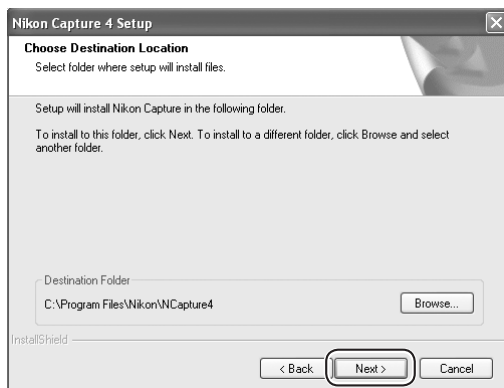 Nikon Capture 4 Setup
Choose Destination Location
Select folder where setup will install files.
Setup will install Nikon Capture in the following folder.
To install to this folder, click Next. To install to a different folder, click Browse and select
another folder.
Destination Folder
C:\Program Files\Nikon\NCapture4
Browse...
InstallShield
< Back
Next >
Cancel